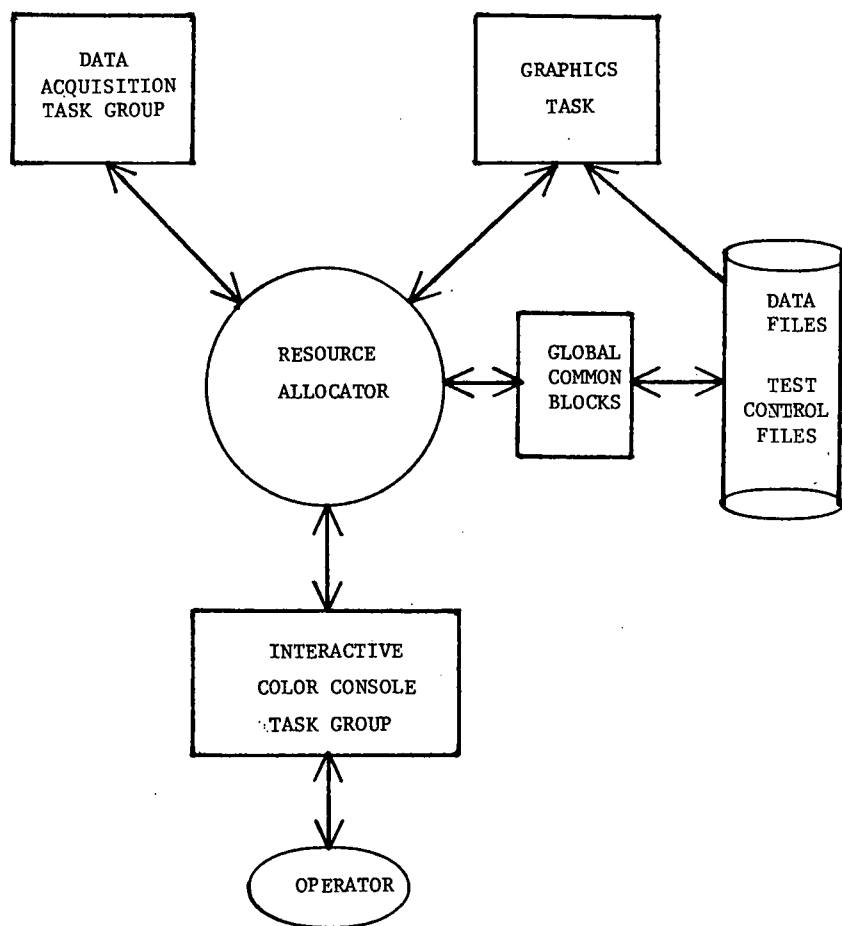 DATA
ACQUISITION
TASK GROUP
GRAPHICS
TASK
RESOURCE
ALLOCATOR
GLOBAL
COMMON
BLOCKS
DATA
FILES
TEST
CONTROL
FILES
INTERACTIVE
COLOR CONSOLE
TASK GROUP
OPERATOR